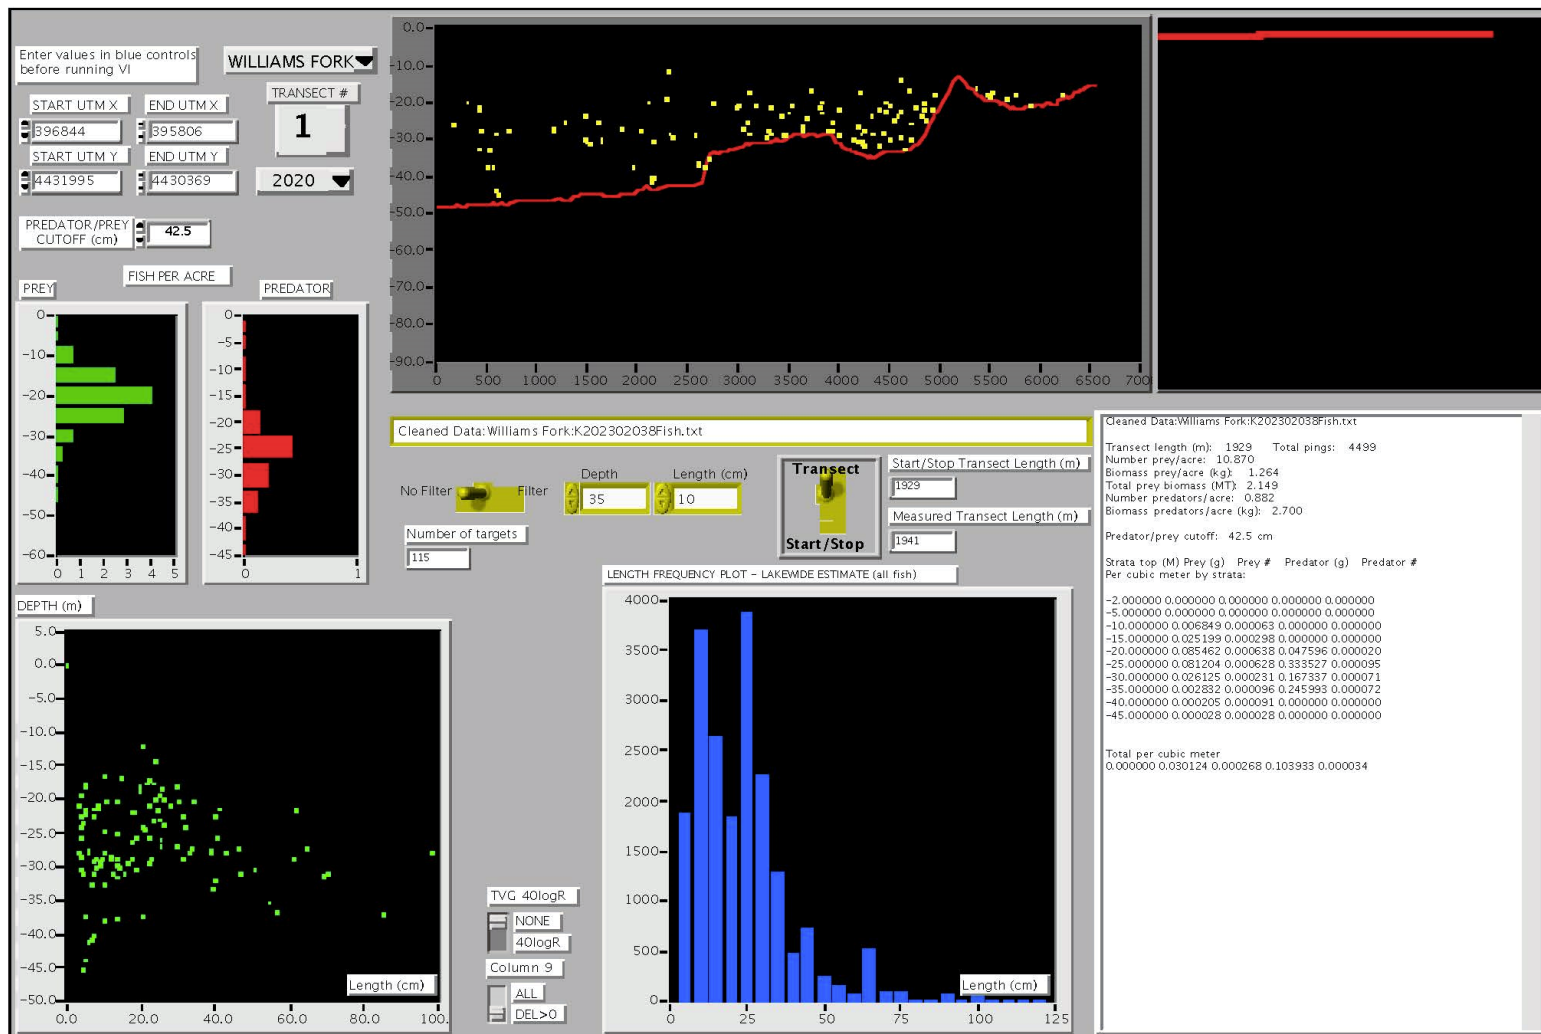 Enter values in blue controls
before running VI
WILLIAMS FORK
TRANSECT #
1
2020
START UTM X
END UTM X
396844
395806
START UTM Y
END UTM Y
4431995
4430369
PREDATOR/PREY
CUTOFF (cm)
42.5
FISH PER ACRE
PREY
PREDATOR
0
-10
-20
-30
-40
-50
-60
0 1 2 3 4 5
0
-5
-10
-15
-20
-25
-30
-35
-40
-45
0 1
0.0
-10.0
-20.0
-30.0
-40.0
-50.0
-60.0
-70.0
-80.0
-90.0
0 500 1000 1500 2000 2500 3000 3500 4000 4500 5000 5500 6000 6500 700
Cleaned Data:Williams Fork:K202302038Fish.txt
No Filter
Filter
Depth
35
Length (cm)
10
Number of targets
115
Transect
Start/Stop
Start/Stop Transect Length (m)
1929
Measured Transect Length (m)
1941
DEPTH (m)
5.0
0.0
-5.0
-10.0
-15.0
-20.0
-25.0
-30.0
-35.0
-40.0
-45.0
-50.0
Length (cm)
0.0 20.0 40.0 60.0 80.0 100.
TVG 40logR
NONE
40logR
Column 9
ALL
DEL>0
LENGTH FREQUENCY PLOT - LAKEWIDE ESTIMATE (all fish)
4000
3500
3000
2500
2000
1500
1000
500
0
Length (cm)
0 25 50 75 100 125
Cleaned Data:Williams Fork:K202302038Fish.txt
Transect length (m): 1929 Total pings: 4499
Number prey/acre: 10.870
Biomass prey/acre (kg): 1.264
Total prey biomass (MT): 2.149
Number predators/acre: 0.882
Biomass predators/acre (kg): 2.700
Predator/prey cutoff: 42.5 cm
Strata top (M) Prey (g) Prey # Predator (g) Predator #
Per cubic meter by strata:
-2.000000 0.000000 0.000000 0.000000 0.000000
-5.000000 0.000000 0.000000 0.000000 0.000000
-10.000000 0.006849 0.000063 0.000000 0.000000
-15.000000 0.025199 0.000298 0.000000 0.000000
-20.000000 0.085462 0.000638 0.047596 0.000020
-25.000000 0.081204 0.000628 0.333527 0.000095
-30.000000 0.026125 0.000231 0.167337 0.000071
-35.000000 0.002832 0.000096 0.245993 0.000072
-40.000000 0.000205 0.000091 0.000000 0.000000
-45.000000 0.000028 0.000028 0.000000 0.000000
Total per cubic meter
0.000000 0.030124 0.000268 0.103933 0.000034